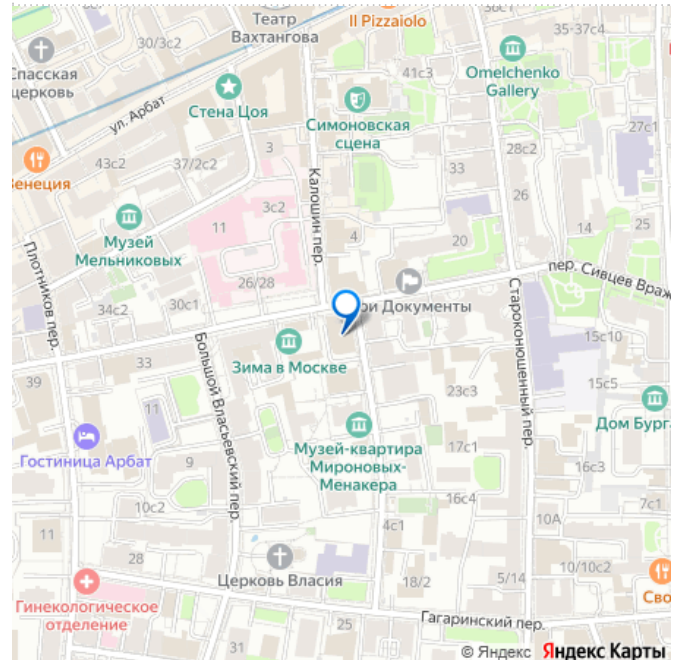 Театр
Вахтангова
Il Pizzaiolo
36с1
35-37с4
30/3с2
Спасская
церковь
41с3
Omelchenko
Gallery
ул. Арбат
Стена Цоя
Симоновская
сцена
27с1
28с2
Венеция
43с2
37/2с2
3
33
Калошин пер.
26
3с2
Музей
Мельниковых
11
4
20
14
25
Плотников пер.
26/28
пер. Сивцев Враж
34с2
30с1
Документы
Староконюшенный пер.
33
Зима в Москве
15с10
39
Большой Власьевский пер.
23с3
15с5
11
Дом Бурга
Музей-квартира
Мироновых-
Менакера
17с1
Гостиница Арбат
9
16с3
16с4
7с1
10с2
4с1
10А
11
28
Церковь Власия
18/2
5/14
10/10с2
Гинекологическое
отделение
Сво
Гагаринский пер.
31
25
© Яндекс Яндекс Карты